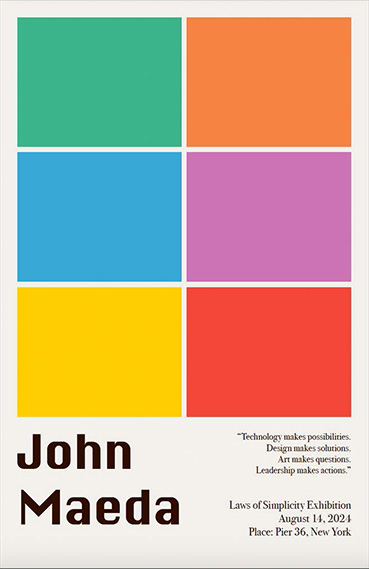 John
Maeda
“Technology makes possibilities.
Design makes solutions.
Art makes questions.
Leadership makes actions.”
Laws of Simplicity Exhibition
August 14, 2024
Place: Pier 36, New York